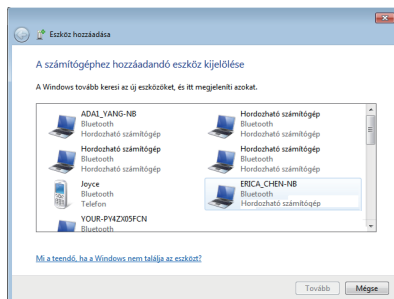 Eszköz hozzáadása
A számítógéphez hozzáadandó eszköz kijelölése
A Windows tovább keresi az új eszközöket, és itt megjeleníti azokat.
ADA1_YANG-NB
Bluetooth
Hordozható számítógép
Hordozható számítógép
Bluetooth
Hordozható számítógép
Hordozható számítógép
Bluetooth
Hordozható számítógép
Hordozható számítógép
Bluetooth
Hordozható számítógép
Joyce
Bluetooth
Telefon
ERICA_CHEN-NB
Bluetooth
Hordozható számítógép
YOUR-PY4ZX05FCN
Bluetooth
Mi a teendő, ha a Windows nem találja az eszközt?
Tovább
Mégse